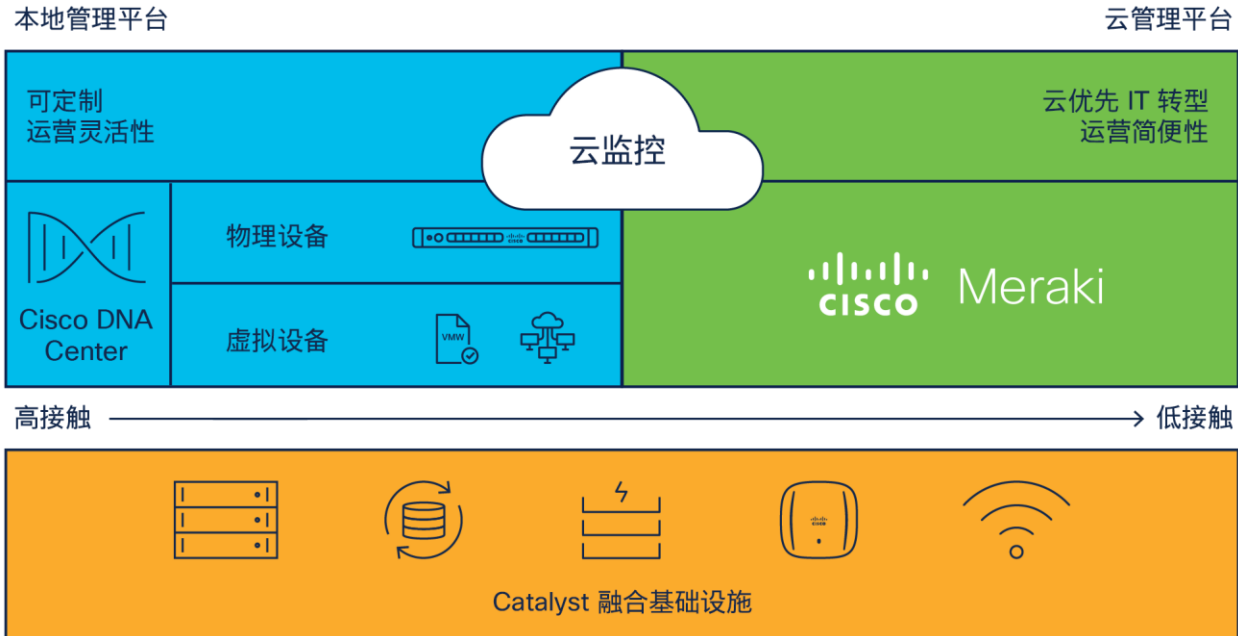 本地管理平台
云管理平台
可定制
运营灵活性
云监控
云优先 IT 转型
运营简便性
Cisco DNA
Center
物理设备
虚拟设备
VMW
CISCO Meraki
高接触
低接触
Catalyst 融合基础设施